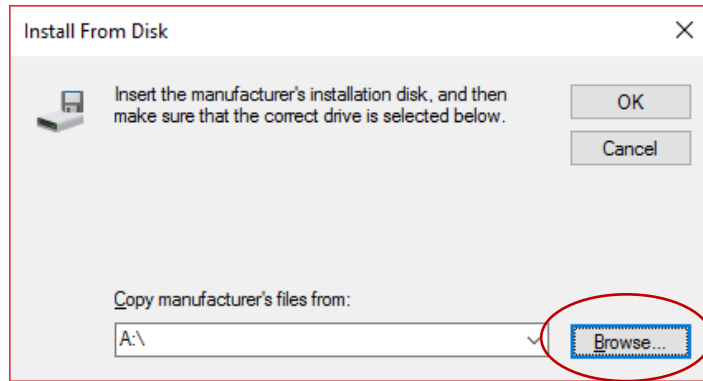 Install From Disk
Insert the manufacturer's installation disk, and then
make sure that the correct drive is selected below.
OK
Cancel
Copy manufacturer's files from:
A:\
Browse...